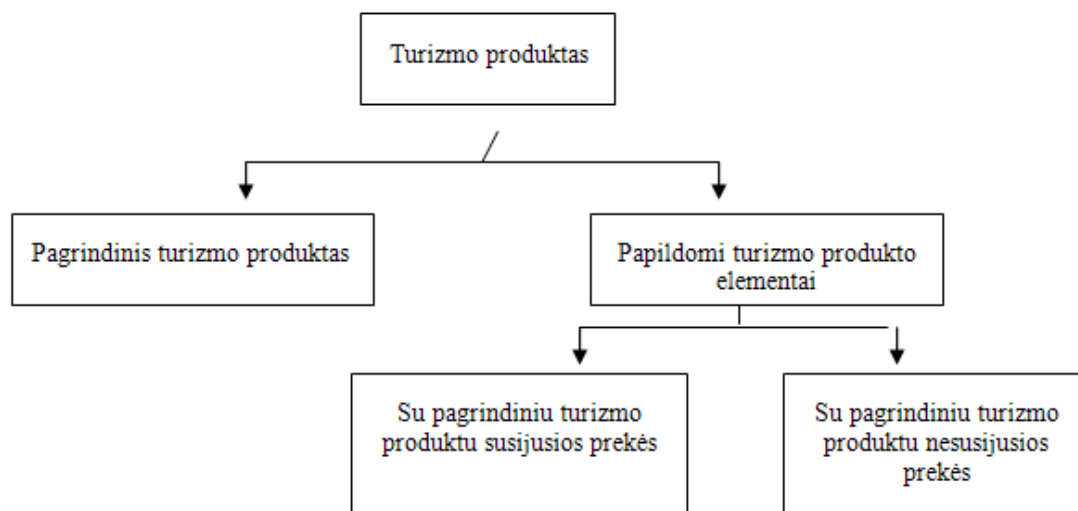 Turizmo produktas
Pagrindinis turizmo produktas
Papildomi turizmo produkto
elementai
Su pagrindiniu turizmo
produktu susijusios prekės
Su pagrindiniu turizmo
produktu nesusijusios
prekės